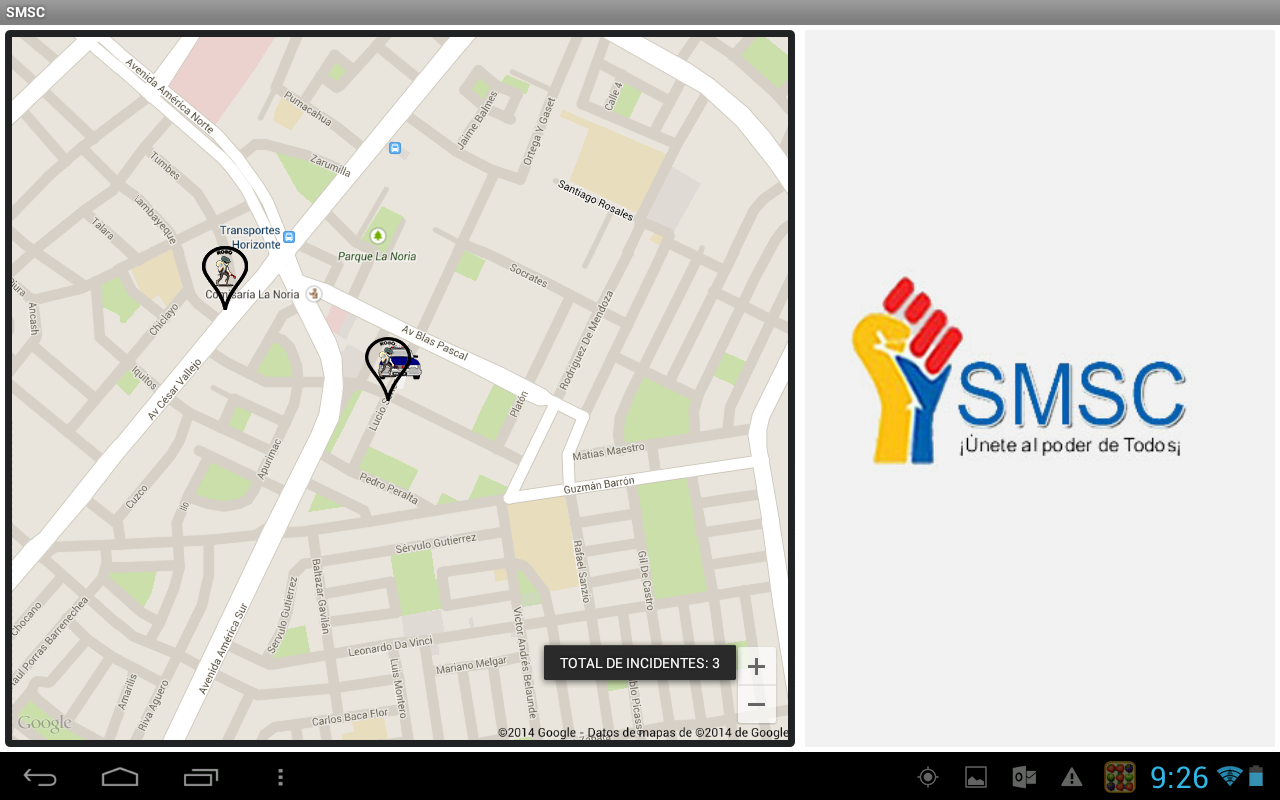 SMSC
Avenida América Norte
Pumacahua
Jaime Balmes
Ortega Y Gaset
Calle 4
Tumbes
Zarumilla
Lambayeque
Santiago Rosales
Talara
Transportes
Horizonte
Parque La Noria
ROBO
Socrates
Comisaría La Noria
Piura
Ancash
Chiclayo
Rodriguez De Mendoza
Av Blas Pascal
ROBO
Iquitos
Av César Vallejo
Lucio
Platón
SMSC
¡Únete al poder de Todos¡
Apurimac
Matias Maestro
Pedro Peralta
Guzmán Barrón
Cuzco
Ilo
Sérvulo Gutierrez
Baltazar Gavilán
Rafael Sanzio
Gil De Castro
Servulo Gutierrez
Chocano
Raul Porras Barrenechea
Avenida América Sur
Leonardo Da Vinci
Victor Andrés Belaunde
Mariano Melgar
Luis Montero
TOTAL DE INCIDENTES: 3
+
Amarilis
Riva Aguero
Pablo Picasso
−
Carlos Baca Flor
Google
©2014 Google - Datos de mapas de ©2014 de Google
9:26